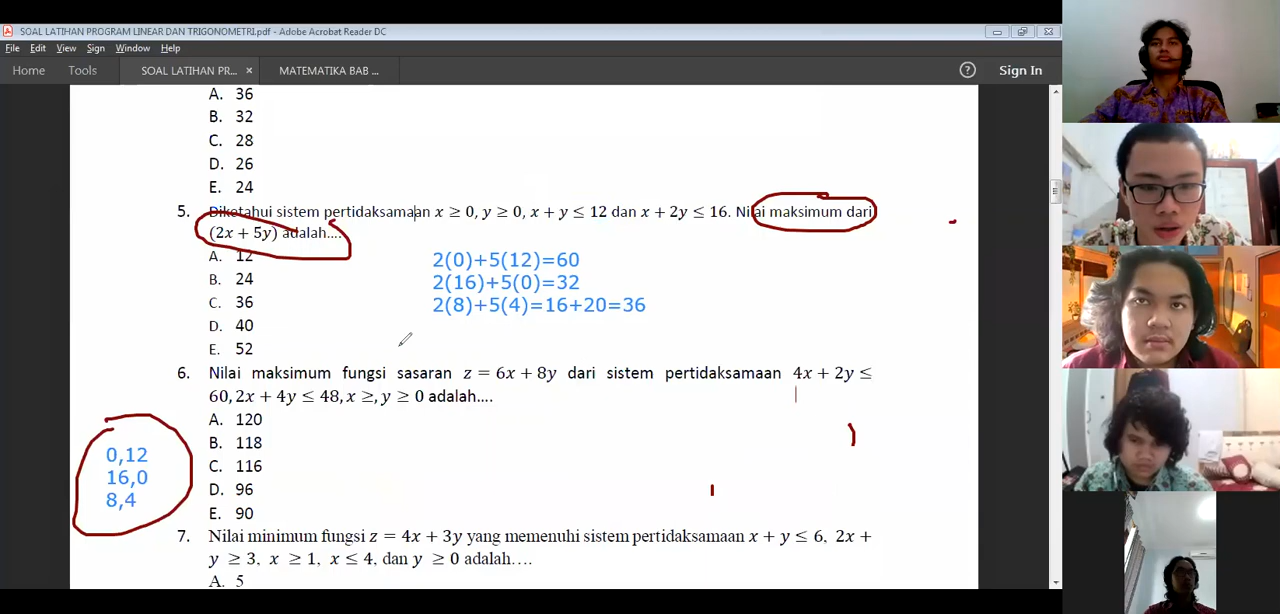 SOAL LATIHAN PROGRAM LINEAR DAN TRIGONOMETRI.pdf - Adobe Acrobat Reader DC
File Edit View Sign Window Help
Home Tools SOAL LATIHAN PR... × MATEMATIKA BAB ... ? Sign In
A. 36
B. 32
C. 28
D. 26
E. 24
5. Diketahui sistem pertidaksamaan x ≥ 0, y ≥ 0, x + y ≤ 12 dan x + 2y ≤ 16. Nilai maksimum dari
(2x + 5y) adalah....
A. 12
B. 24
C. 36
D. 40
E. 52
2(0)+5(12)=60
2(16)+5(0)=32
2(8)+5(4)=16+20=36
6. Nilai maksimum fungsi sasaran z = 6x + 8y dari sistem pertidaksamaan 4x + 2y ≤
60, 2x + 4y ≤ 48, x ≥, y ≥ 0 adalah....
A. 120
B. 118
C. 116
D. 96
E. 90
0,12
16,0
8,4
7. Nilai minimum fungsi z = 4x + 3y yang memenuhi sistem pertidaksamaan x + y ≤ 6, 2x +
y ≥ 3, x ≥ 1, x ≤ 4, dan y ≥ 0 adalah....
A. 5